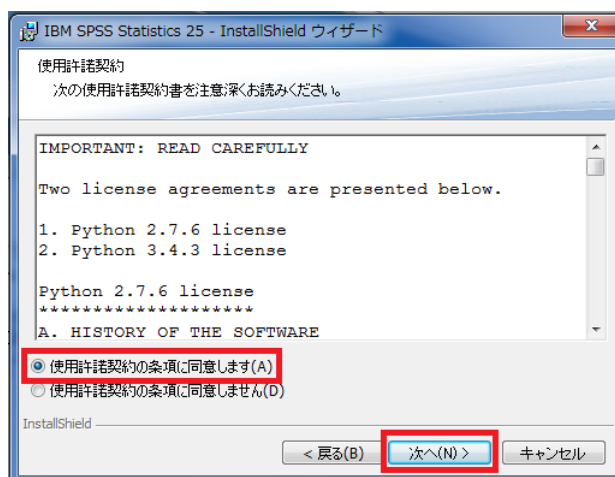 IBM SPSS Statistics 25 - InstallShield ウィザード
使用許諾契約
次の使用許諾契約書を注意深くお読みください。
IMPORTANT: READ CAREFULLY
Two license agreements are presented below.
1. Python 2.7.6 license
2. Python 3.4.3 license
Python 2.7.6 license
*********************
A. HISTORY OF THE SOFTWARE
使用許諾契約の条項に同意します(A)
使用許諾契約の条項に同意しません(D)
InstallShield
< 戻る(B) 次へ(N) > キャンセル